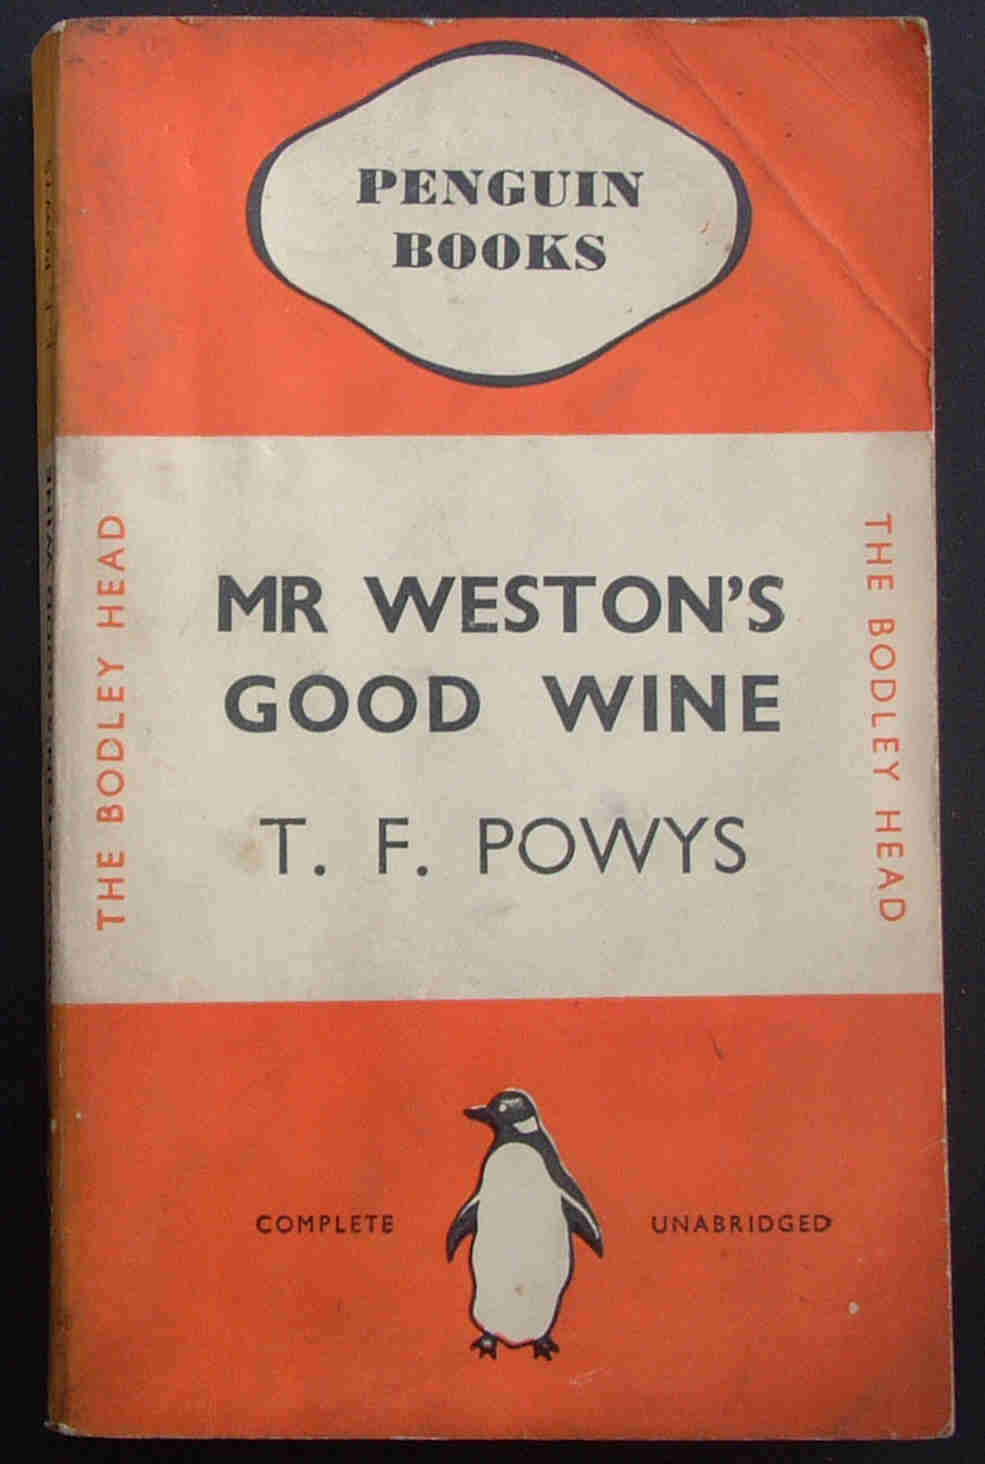 PENGUIN
BOOKS
THE BODLEY HEAD
MR WESTON'S
GOOD WINE
T. F. POWYS
THE BODLEY HEAD
COMPLETE
UNABRIDGED